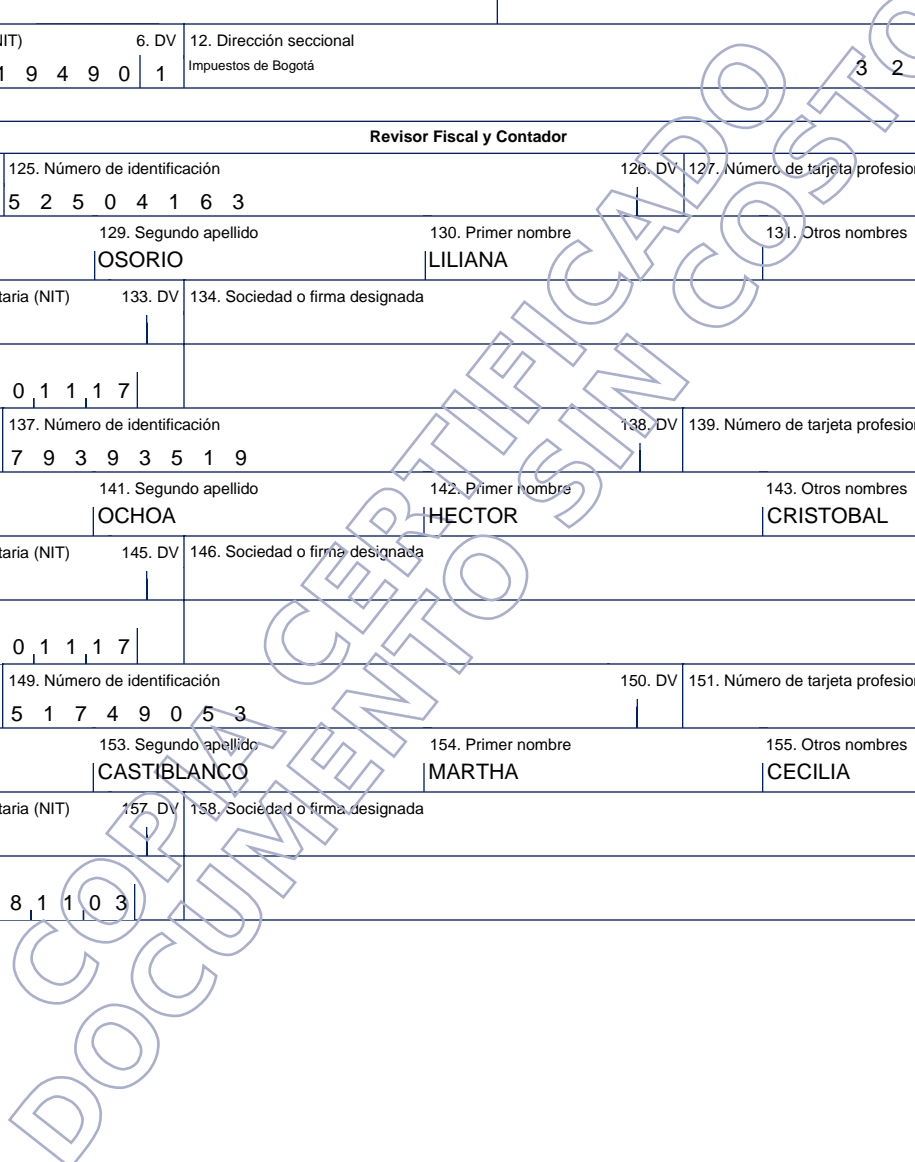 IIT) 6. DV 12. Dirección seccional
1 9 4 9 0 1 Impuestos de Bogotá 3 2
Revisor Fiscal y Contador
125. Número de identificación 126. DV 127. Número de tarjeta profesion
5 2 5 0 4 1 6 3
129. Segundo apellido 130. Primer nombre 131. Otros nombres
OSORIO LILIANA
taria (NIT) 133. DV 134. Sociedad o firma designada
0 1 1 1 7
137. Número de identificación 138. DV 139. Número de tarjeta profesion
7 9 3 9 3 5 1 9
141. Segundo apellido 142. Primer nombre 143. Otros nombres
OCHOA HECTOR CRISTOBAL
taria (NIT) 145. DV 146. Sociedad o firma designada
0 1 1 1 7
149. Número de identificación 150. DV 151. Número de tarjeta profesion
5 1 7 4 9 0 5 3
153. Segundo apellido 154. Primer nombre 155. Otros nombres
CASTIBLANCO MARTHA CECILIA
taria (NIT) 157. DV 158. Sociedad o firma designada
8 1 1 0 3
COPIA CERTIFICADO
DOCUMENTO SIN COSTO